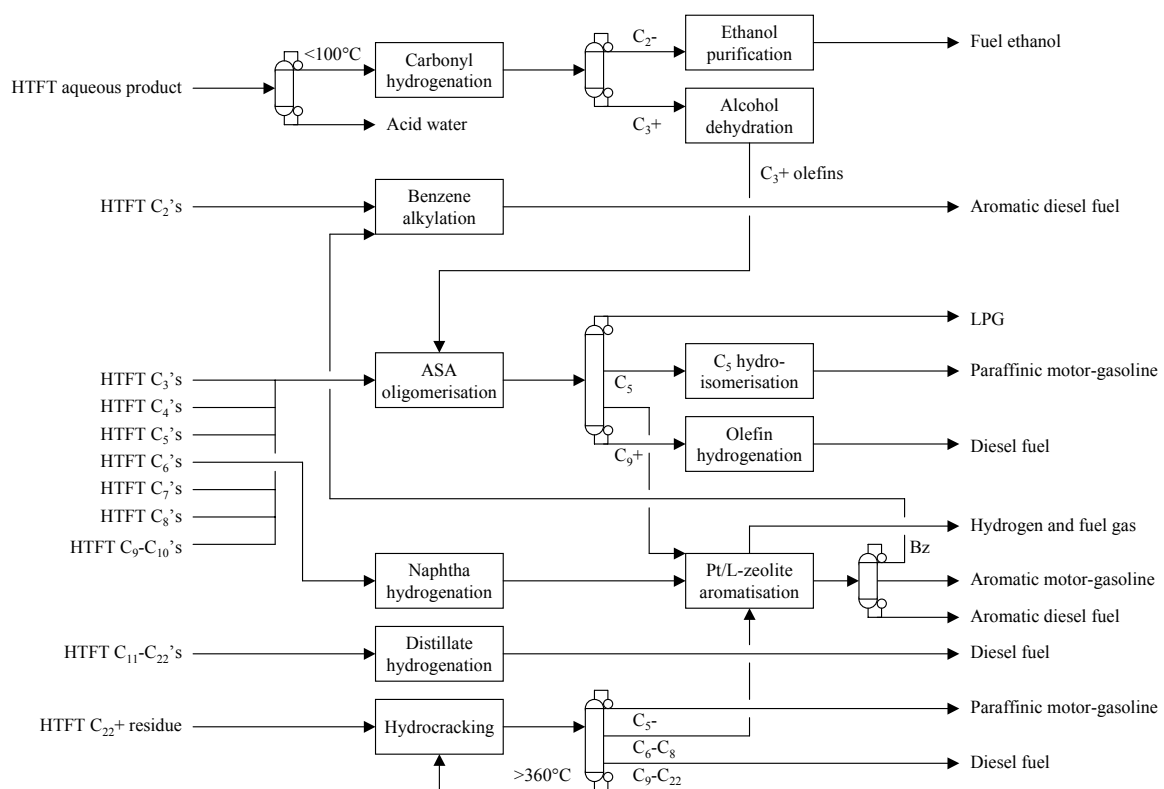 C₂-
Ethanol
purification
Fuel ethanol
<100°C
Carbonyl
hydrogenation
HTFT aqueous product
Acid water
C₃+
Alcohol
dehydration
C₃+ olefins
HTFT C₂'s
Benzene
alkylation
Aromatic diesel fuel
LPG
HTFT C₃'s
ASA
oligomerisation
C₅
C₅ hydro-
isomerisation
Paraffinic motor-gasoline
HTFT C₄'s
HTFT C₅'s
C₉+
Olefin
hydrogenation
Diesel fuel
HTFT C₆'s
HTFT C₇'s
HTFT C₈'s
HTFT C₉-C₁₀'s
Hydrogen and fuel gas
Bz
Naphtha
hydrogenation
Pt/L-zeolite
aromatisation
Aromatic motor-gasoline
Aromatic diesel fuel
HTFT C₁₁-C₂₂'s
Distillate
hydrogenation
Diesel fuel
HTFT C₂₂+ residue
Hydrocracking
C₅-
Paraffinic motor-gasoline
C₆-C₈
>360°C
C₉-C₂₂
Diesel fuel